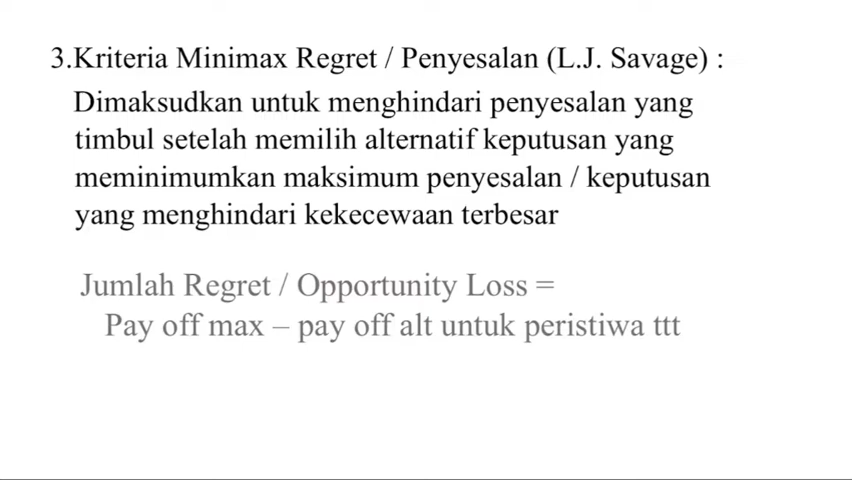 3.Kriteria Minimax Regret / Penyesalan (L.J. Savage) :
Dimaksudkan untuk menghindari penyesalan yang
timbul setelah memilih alternatif keputusan yang
meminimumkan maksimum penyesalan / keputusan
yang menghindari kekecewaan terbesar
Jumlah Regret / Opportunity Loss =
Pay off max – pay off alt untuk peristiwa ttt